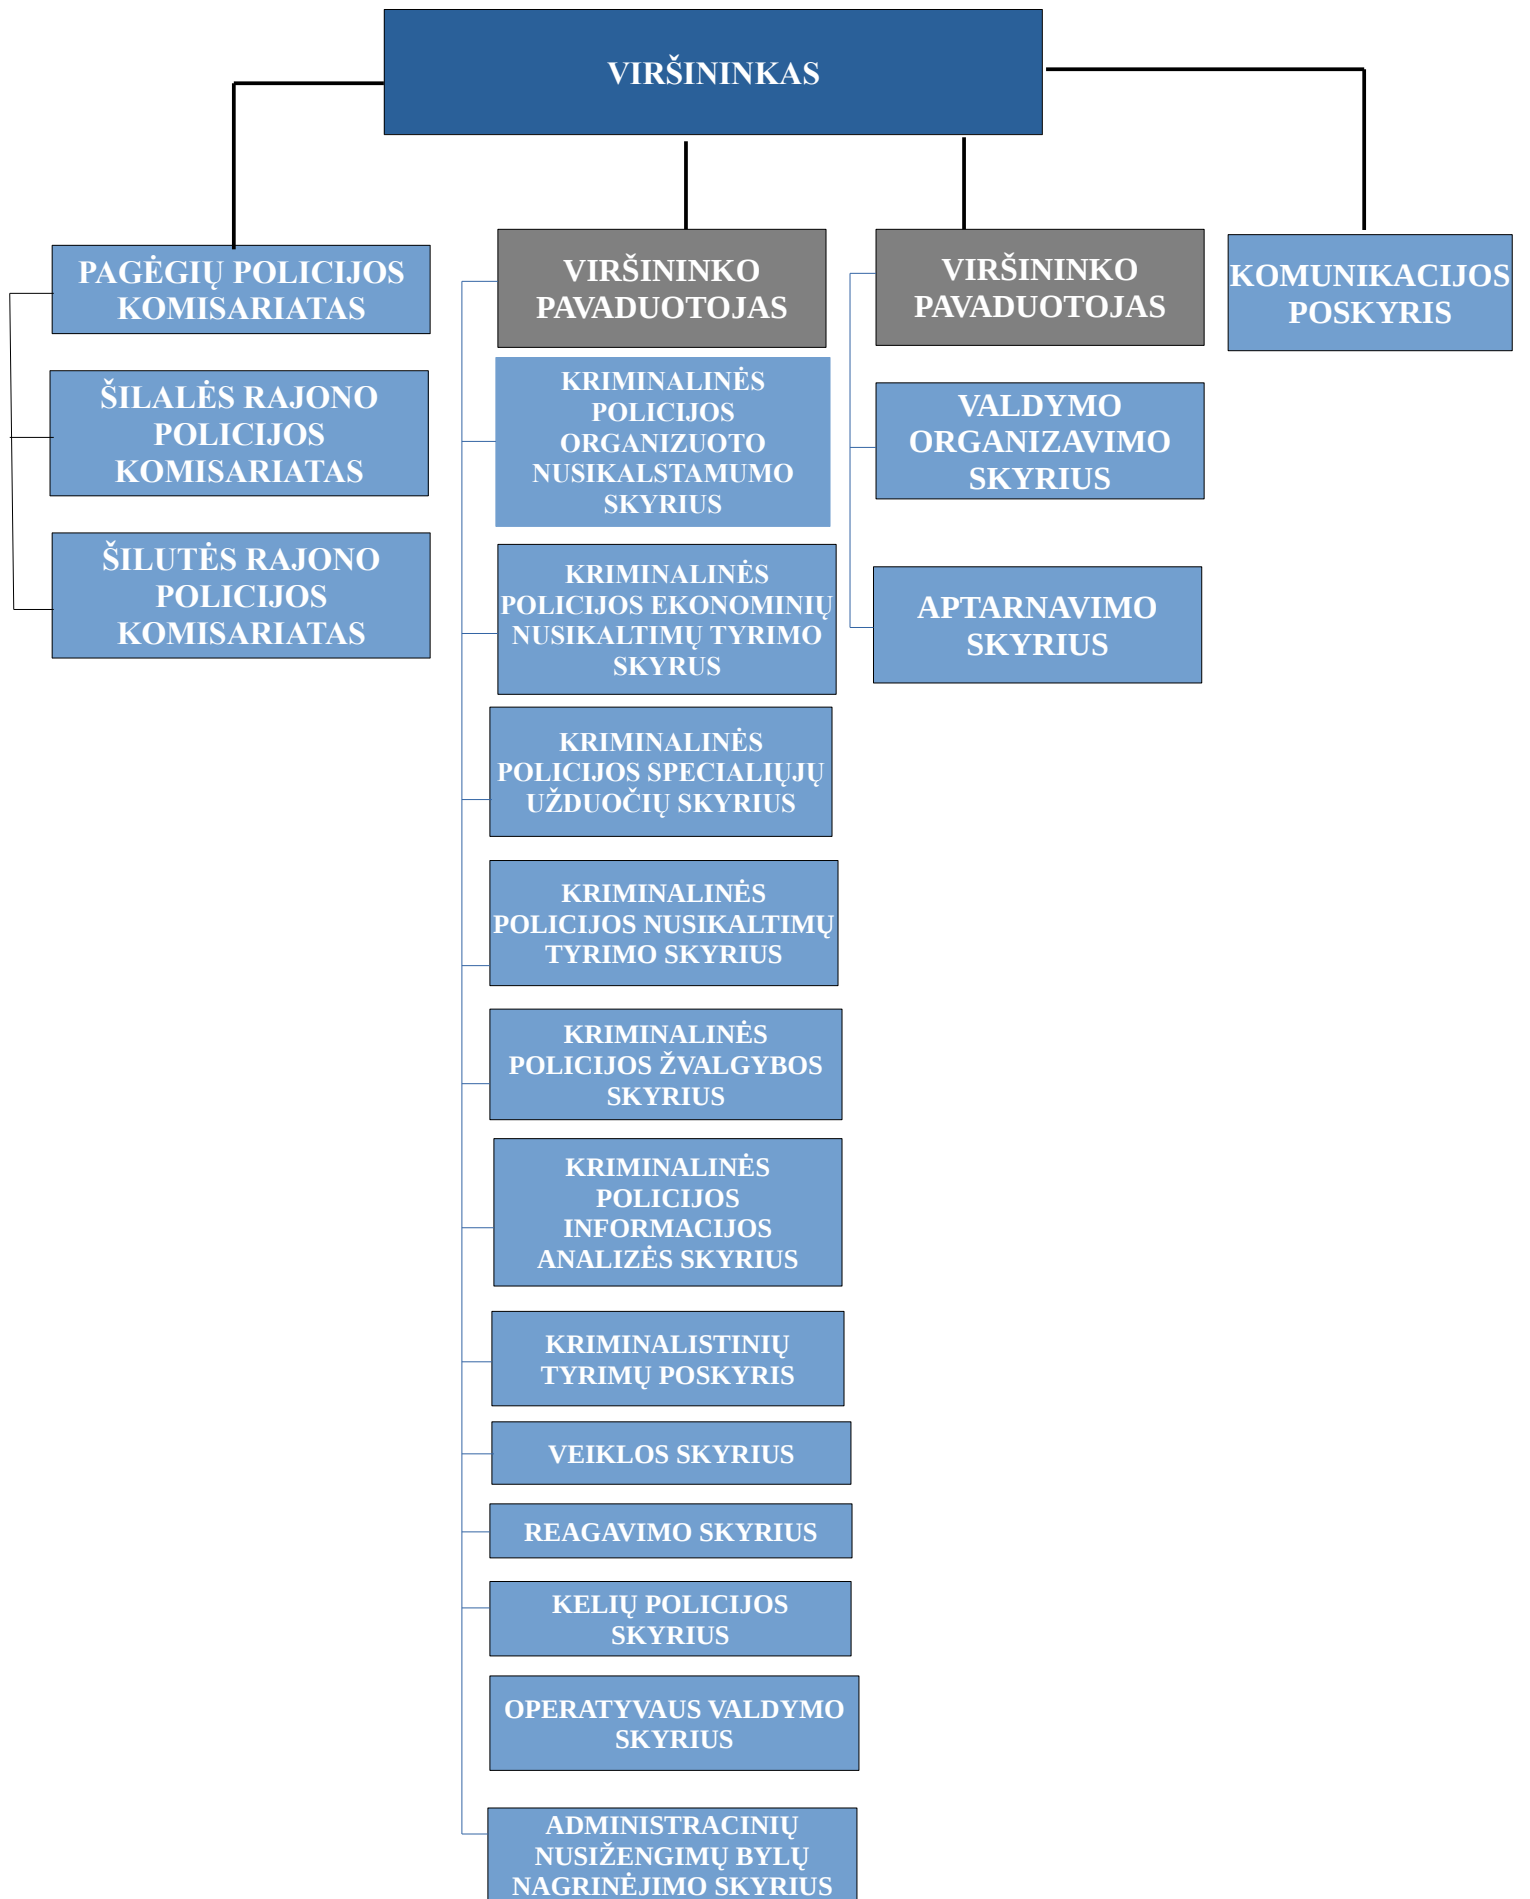 VIRŠININKAS
PAGĖGIŲ POLICIJOS
KOMISARIATAS
ŠILALĖS RAJONO
POLICIJOS
KOMISARIATAS
ŠILUTĖS RAJONO
POLICIJOS
KOMISARIATAS
VIRŠININKO
PAVADUOTOJAS
KRIMINALINĖS
POLICIJOS
ORGANIZUOTO
NUSIKALSTAMUMO
SKYRIUS
KRIMINALINĖS
POLICIJOS EKONOMINIŲ
NUSIKALTIMŲ TYRIMO
SKYRUS
KRIMINALINĖS
POLICIJOS SPECIALIŲJŲ
UŽDUOČIŲ SKYRIUS
KRIMINALINĖS
POLICIJOS NUSIKALTIMŲ
TYRIMO SKYRIUS
KRIMINALINĖS
POLICIJOS ŽVALGYBOS
SKYRIUS
KRIMINALINĖS
POLICIJOS
INFORMACIJOS
ANALIZĖS SKYRIUS
KRIMINALISTINIŲ
TYRIMŲ POSKYRIS
VEIKLOS SKYRIUS
REAGAVIMO SKYRIUS
KELIŲ POLICIJOS
SKYRIUS
OPERATYVAUS VALDYMO
SKYRIUS
ADMINISTRACINIŲ
NUSIŽENGIMŲ BYLŲ
NAGRINĖJIMO SKYRIUS
VIRŠININKO
PAVADUOTOJAS
VALDYMO
ORGANIZAVIMO
SKYRIUS
APTARNAVIMO
SKYRIUS
KOMUNIKACIJOS
POSKYRIS